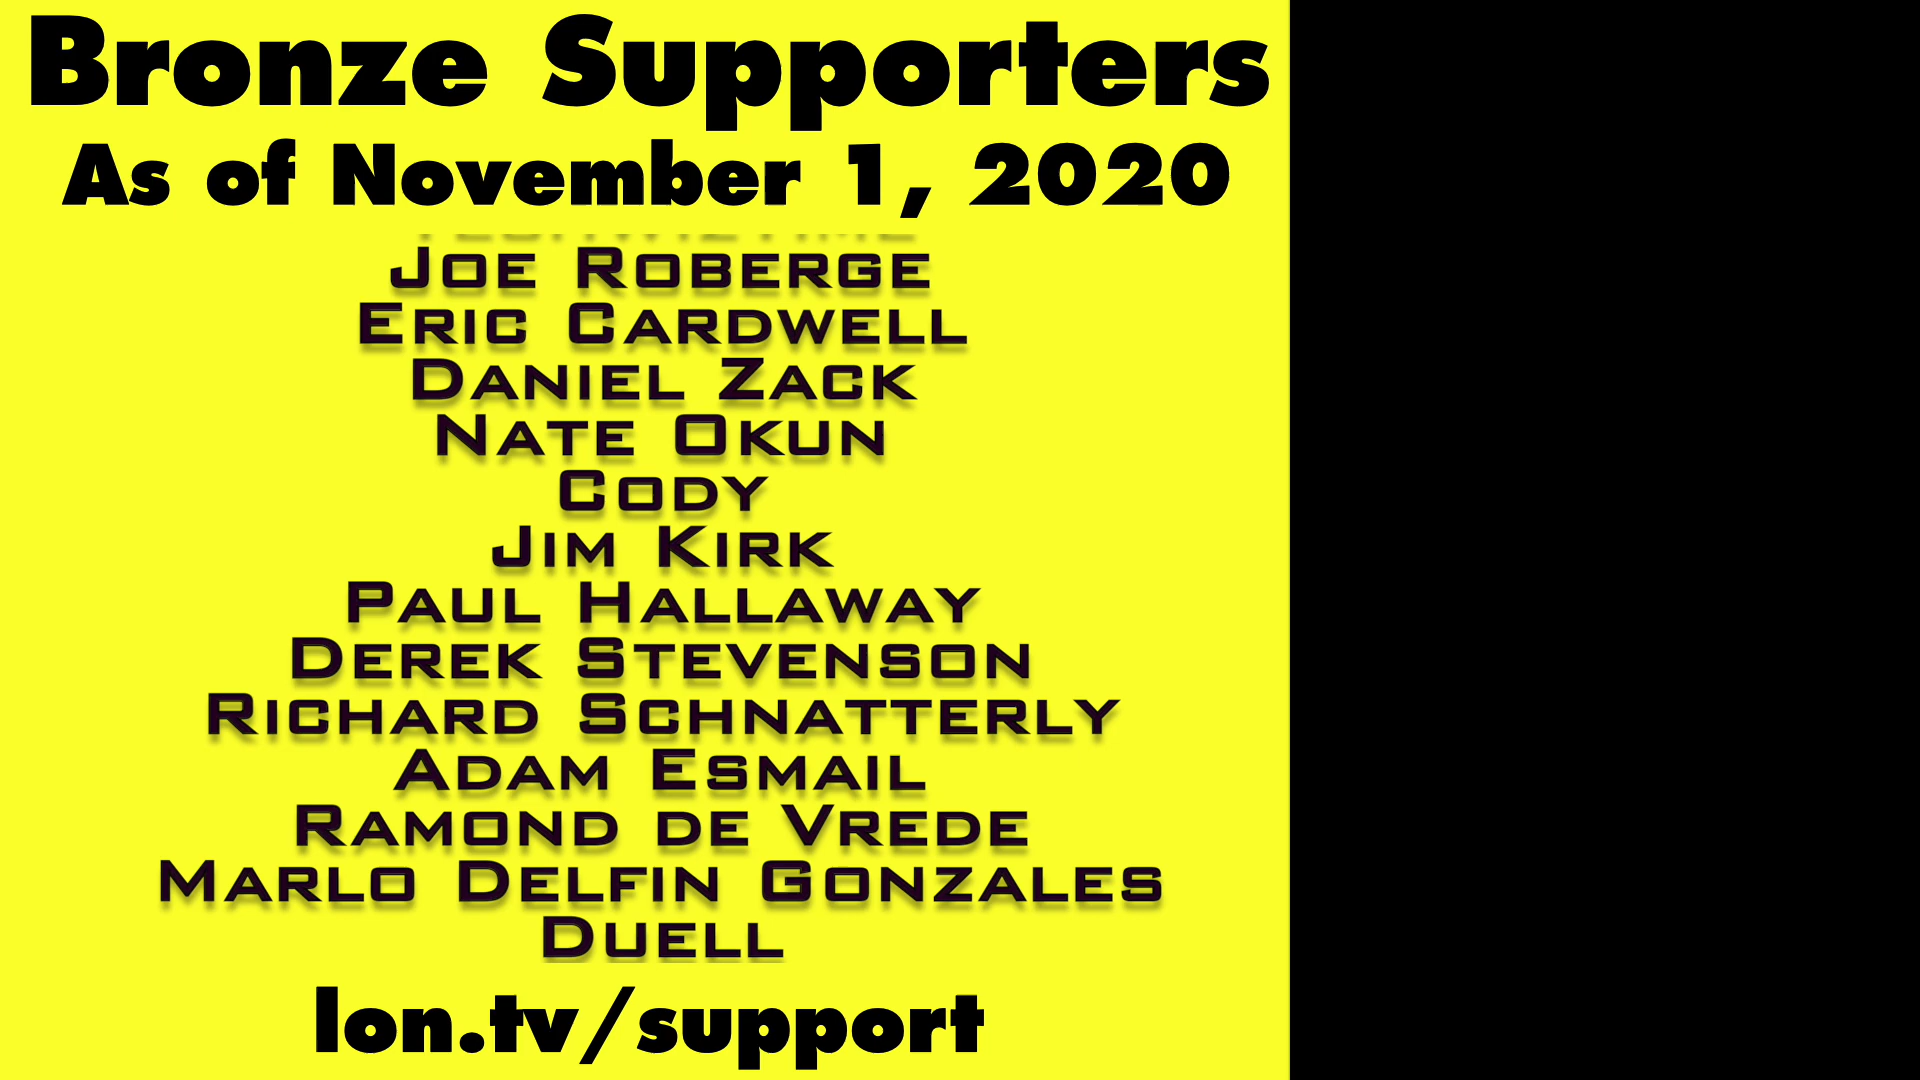 Bronze Supporters
As of November 1, 2020
Joe Roberge
Eric Cardwell
Daniel Zack
Nate Okun
Cody
Jim Kirk
Paul Hallaway
Derek Stevenson
Richard Schnatterly
Adam Esmail
Ramond de Vrede
Marlo Delfin Gonzales
Duell
lon.tv/support